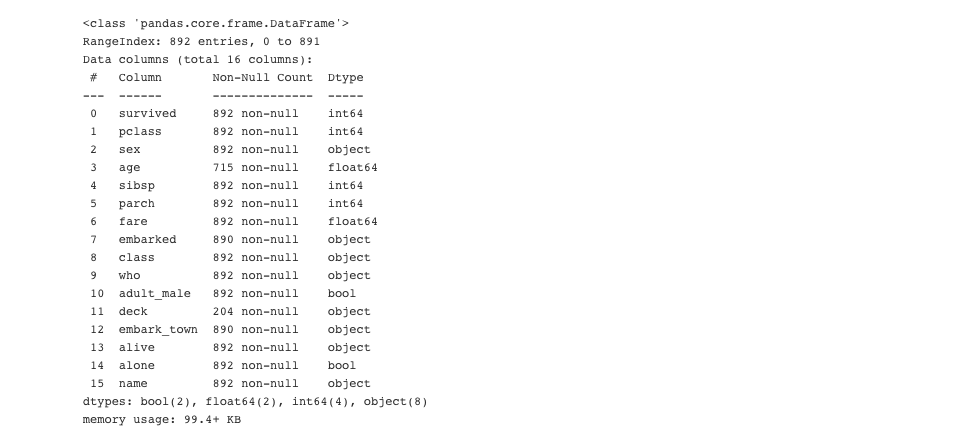 <class 'pandas.core.frame.DataFrame'>
RangeIndex: 892 entries, 0 to 891
Data columns (total 16 columns):
 #   Column       Non-Null Count  Dtype
---  ------       --------------  -----
 0   survived     892 non-null    int64
 1   pclass       892 non-null    int64
 2   sex          892 non-null    object
 3   age          715 non-null    float64
 4   sibsp        892 non-null    int64
 5   parch        892 non-null    int64
 6   fare         892 non-null    float64
 7   embarked     890 non-null    object
 8   class        892 non-null    object
 9   who          892 non-null    object
 10  adult_male   892 non-null    bool
 11  deck         204 non-null    object
 12  embark_town  890 non-null    object
 13  alive        892 non-null    object
 14  alone        892 non-null    bool
 15  name         892 non-null    object
dtypes: bool(2), float64(2), int64(4), object(8)
memory usage: 99.4+ KB